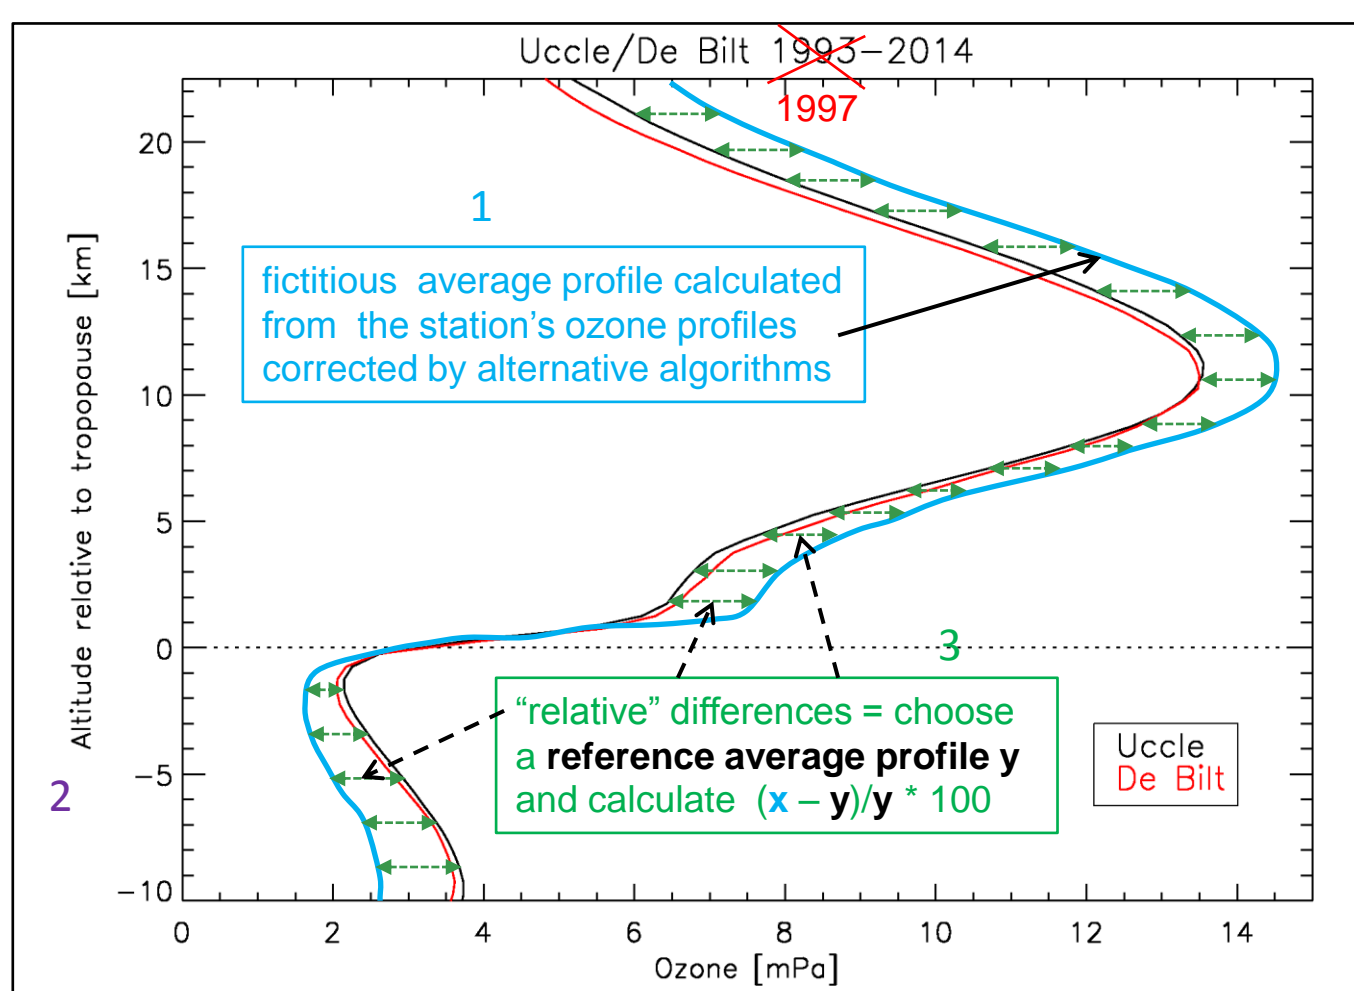 Uccle/De Bilt 1993-2014
1997
20
15
10
5
0
-5
-10
Altitude relative to tropopause [km]
1
fictitious average profile calculated
from the station's ozone profiles
corrected by alternative algorithms
3
"relative" differences = choose
a reference average profile y
and calculate (x – y)/y * 100
2
Uccle
De Bilt
0 2 4 6 8 10 12 14
Ozone [mPa]